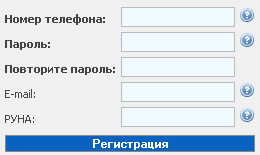 Номер телефона:
Пароль:
Повторите пароль:
E-mail:
РУНА:
Регистрация